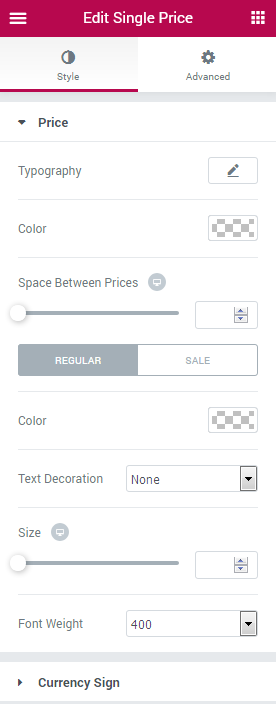 Edit Single Price
Style
Advanced
Price
Typography
Color
Space Between Prices
REGULAR
SALE
Color
Text Decoration
None
Size
Font Weight
400
Currency Sign